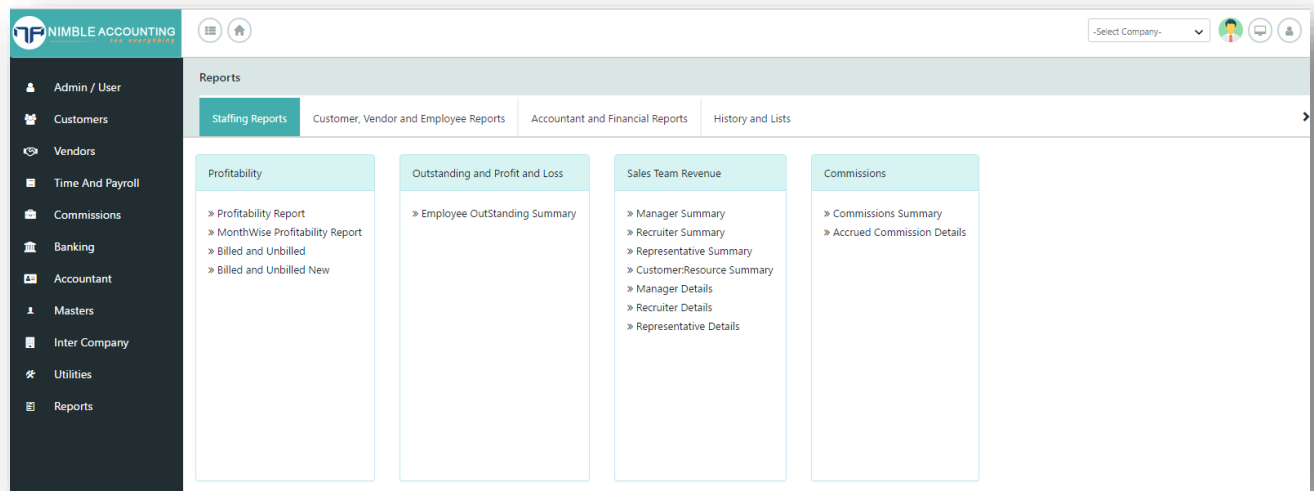 NIMBLE ACCOUNTING
see everything
-Select Company-
Admin / User
Customers
Vendors
Time And Payroll
Commissions
Banking
Accountant
Masters
Inter Company
Utilities
Reports
Reports
Staffing Reports
Customer, Vendor and Employee Reports
Accountant and Financial Reports
History and Lists
Profitability
» Profitability Report
» MonthWise Profitability Report
» Billed and Unbilled
» Billed and Unbilled New
Outstanding and Profit and Loss
» Employee OutStanding Summary
Sales Team Revenue
» Manager Summary
» Recruiter Summary
» Representative Summary
» Customer:Resource Summary
» Manager Details
» Recruiter Details
» Representative Details
Commissions
» Commissions Summary
» Accrued Commission Details